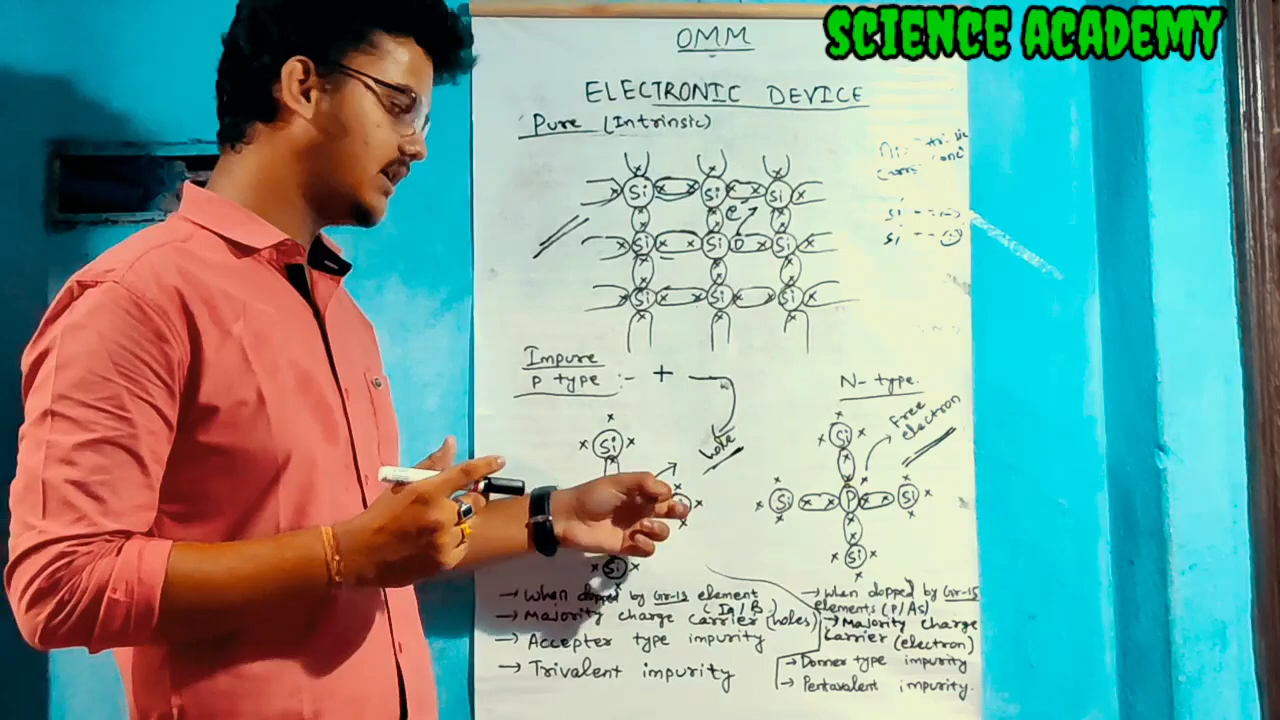 SCIENCE ACADEMY
OMM
ELECTRONIC DEVICE
Pure (Intrinsic)
Si Si Si
e
Si Si Si
Si Si Si
Impure
P type :- +
hole
Si
Si
N- type.
Free
electron
Si
Si P Si
Si
→ When dopped by Gr-13 element
→ Majority charge carrier (holes)
→ Accepter type impurity
→ Trivalent impurity
→ When dopped by Gr-15
elements (P/As)
→ Majority charge
carrier (electron)
→ Donner type impurity
→ Pentavalent impurity.